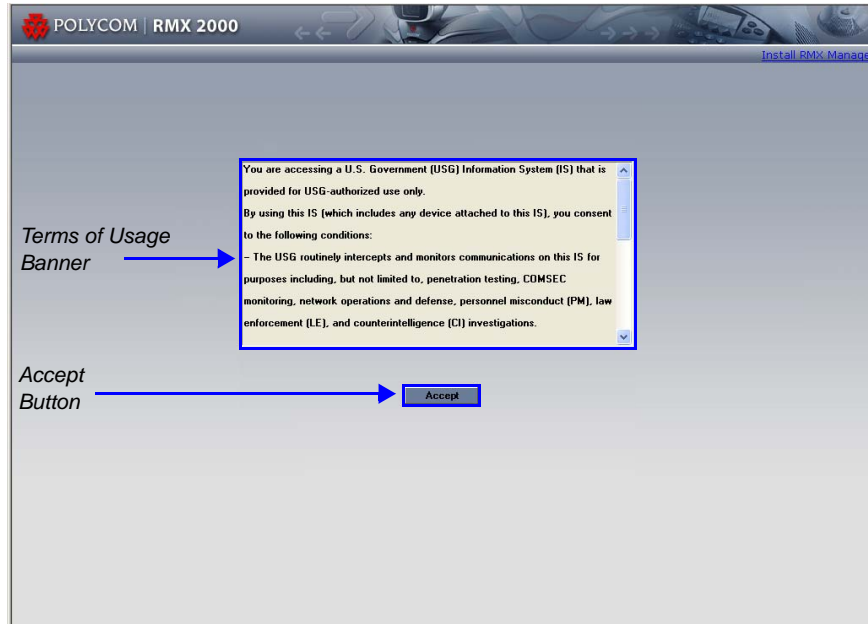 POLYCOM | RMX 2000
Install RMX Manage
You are accessing a U.S. Government (USG) Information System (IS) that is
provided for USG-authorized use only.
By using this IS (which includes any device attached to this IS), you consent
to the following conditions:
– The USG routinely intercepts and monitors communications on this IS for
purposes including, but not limited to, penetration testing, COMSEC
monitoring, network operations and defense, personnel misconduct (PM), law
enforcement (LE), and counterintelligence (CI) investigations.
Terms of Usage
Banner
Accept
Button
Accept